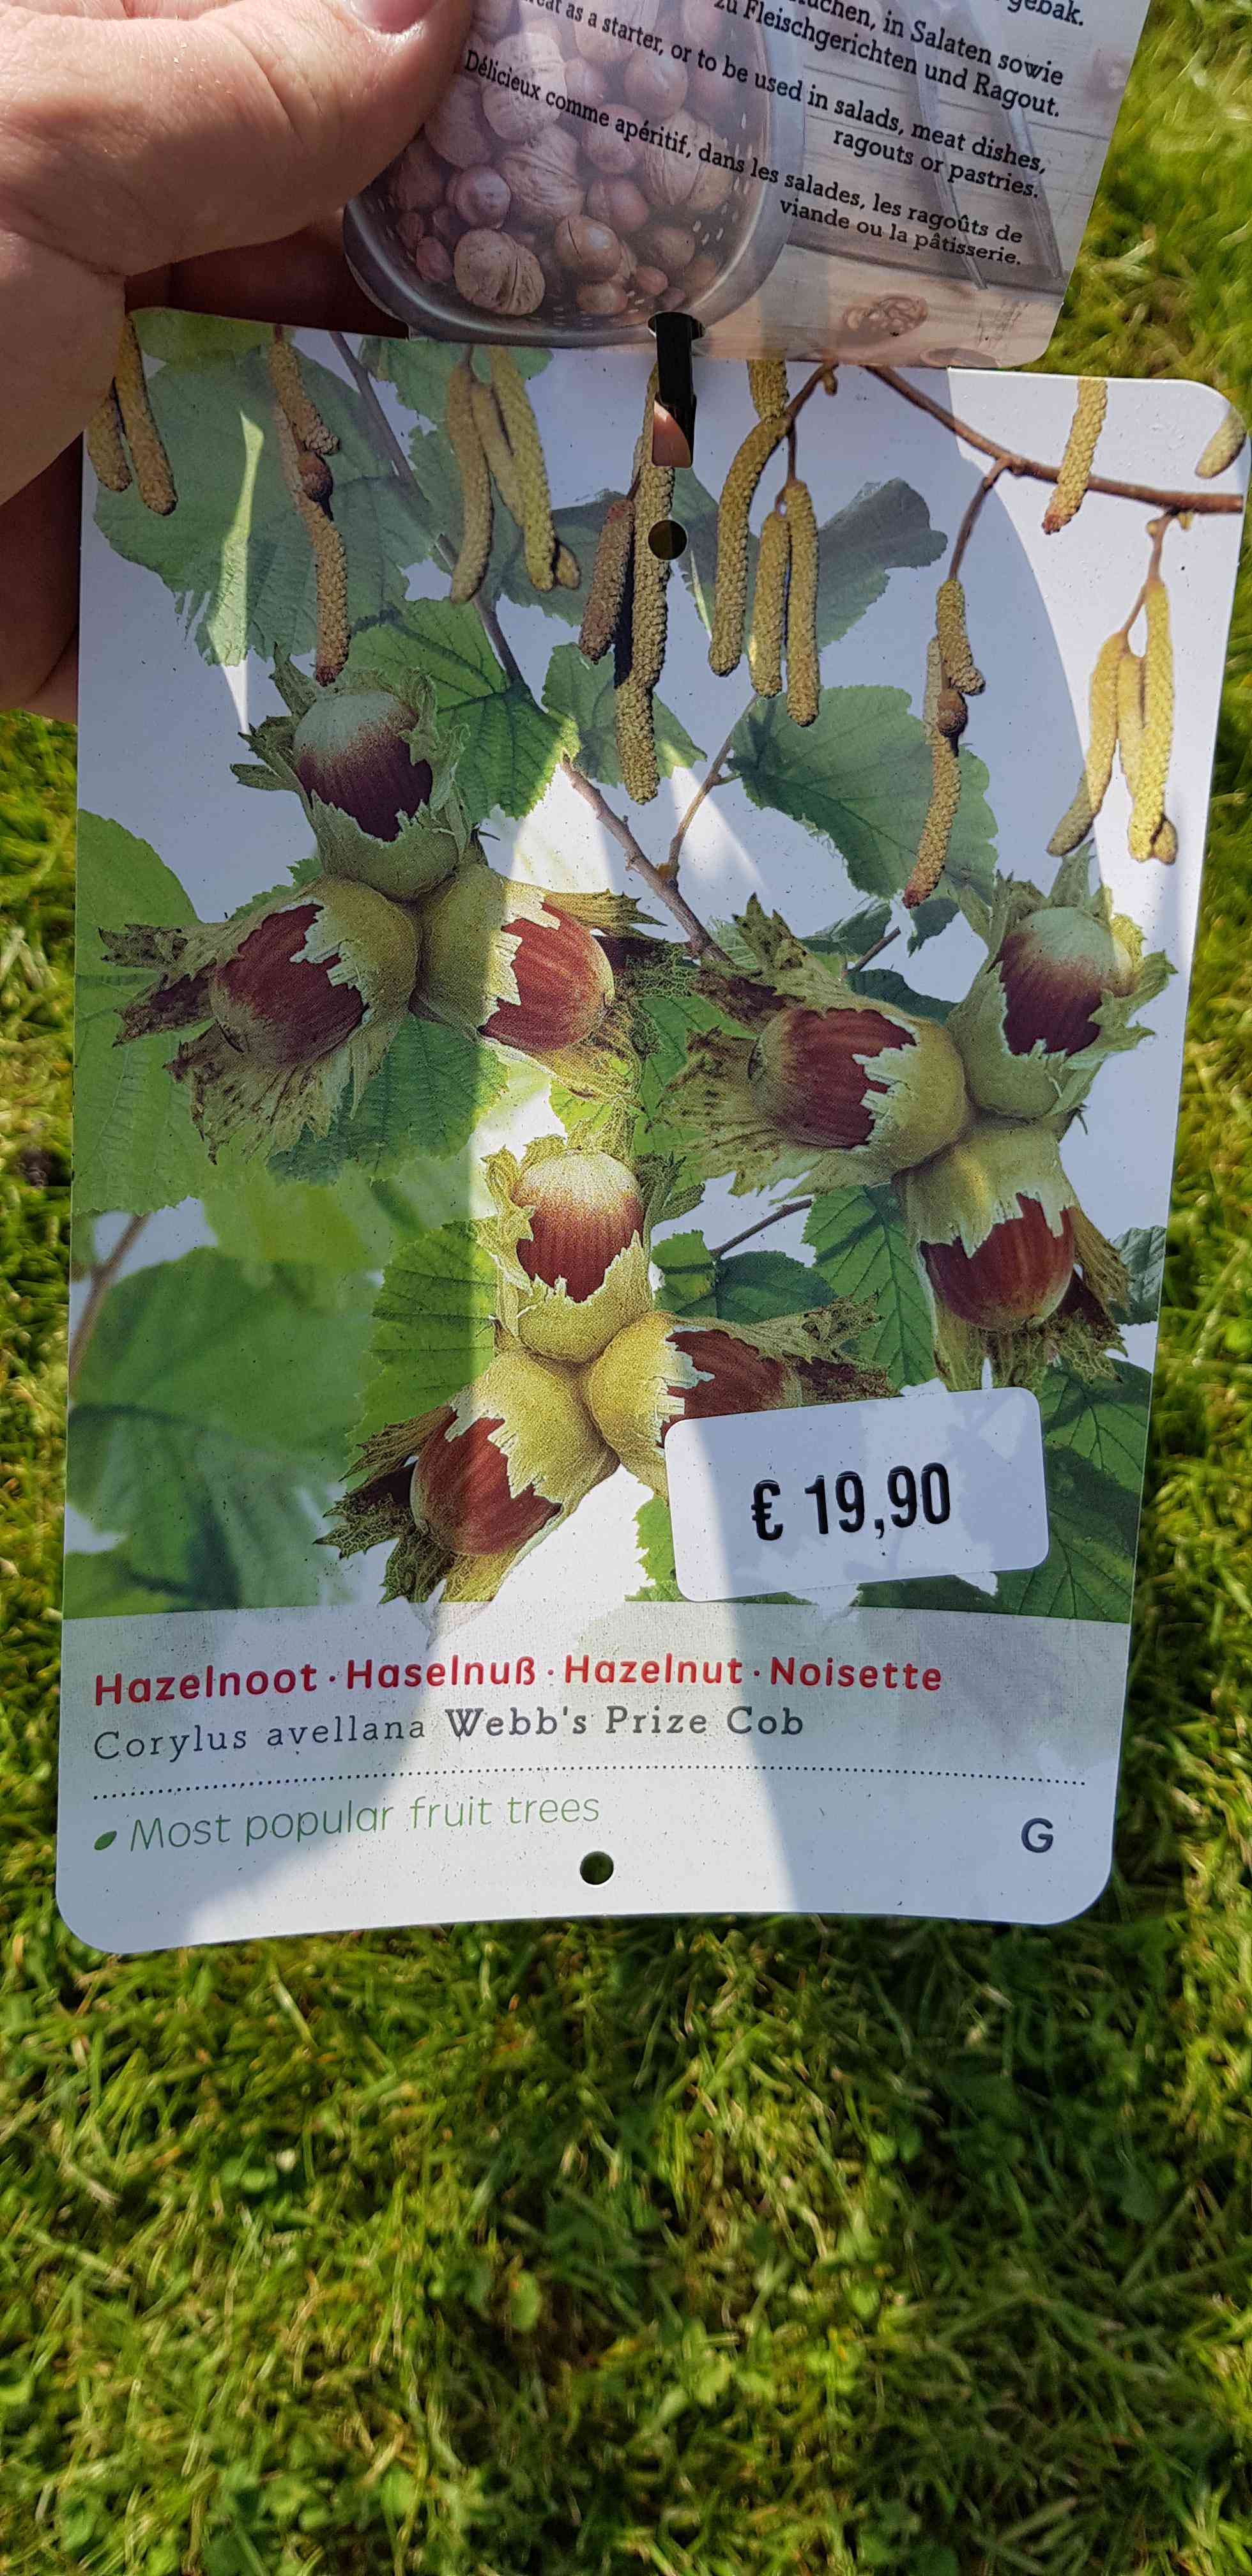 gebak.
in Salaten sowie
zu Fleischgerichten und Ragout.
as a starter, or to be used in salads, meat dishes,
ragouts or pastries.
Délicieux comme apéritif, dans les salades, les ragoûts de
viande ou la pâtisserie.
€ 19,90
Hazelnoot · Haselnuß · Hazelnut · Noisette
Corylus avellana Webb's Prize Cob
Most popular fruit trees
G